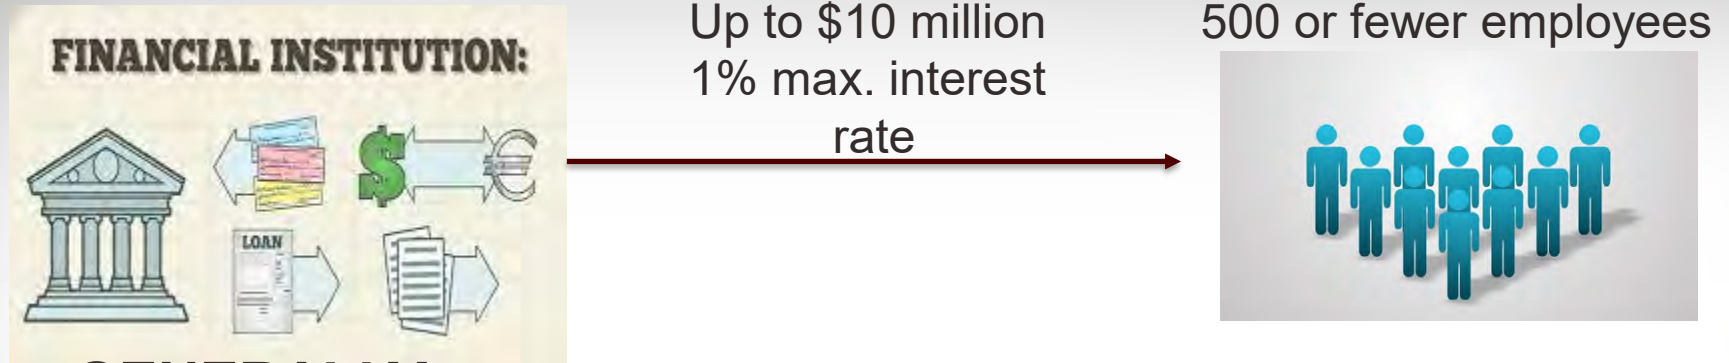 FINANCIAL INSTITUTION:
LOAN
Up to $10 million
1% max. interest
rate
500 or fewer employees